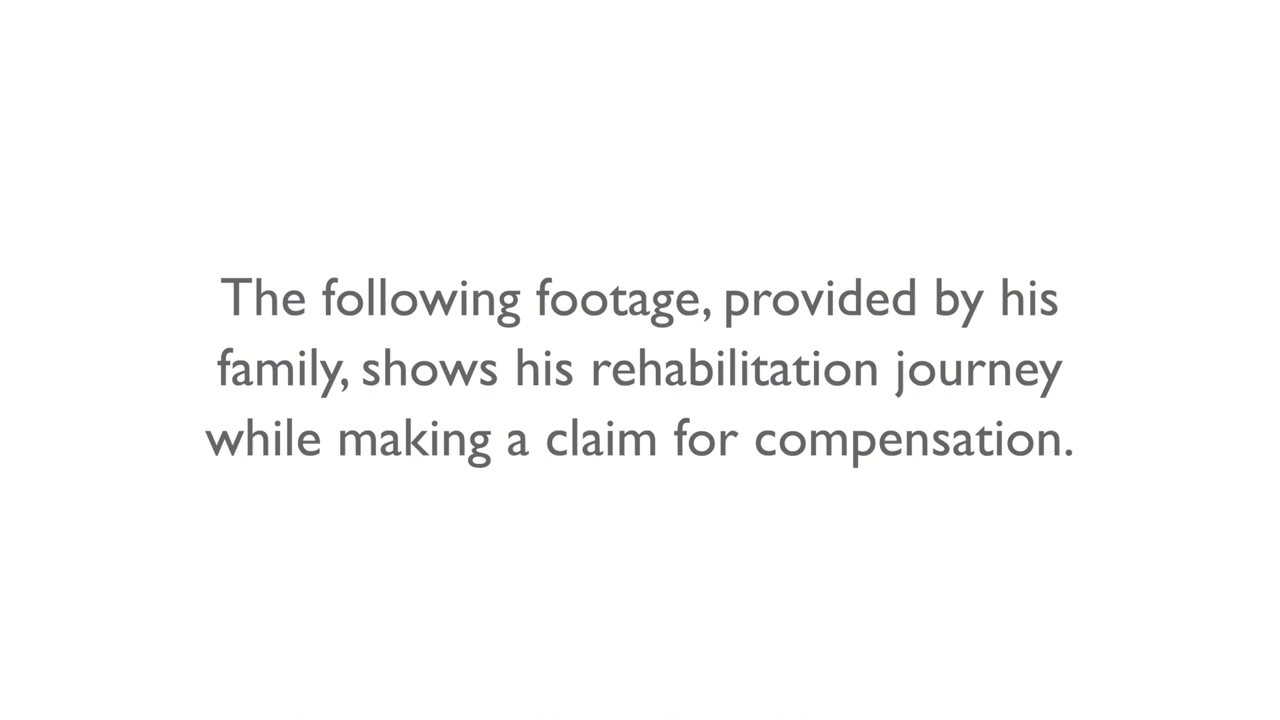 The following footage, provided by his
family, shows his rehabilitation journey
while making a claim for compensation.